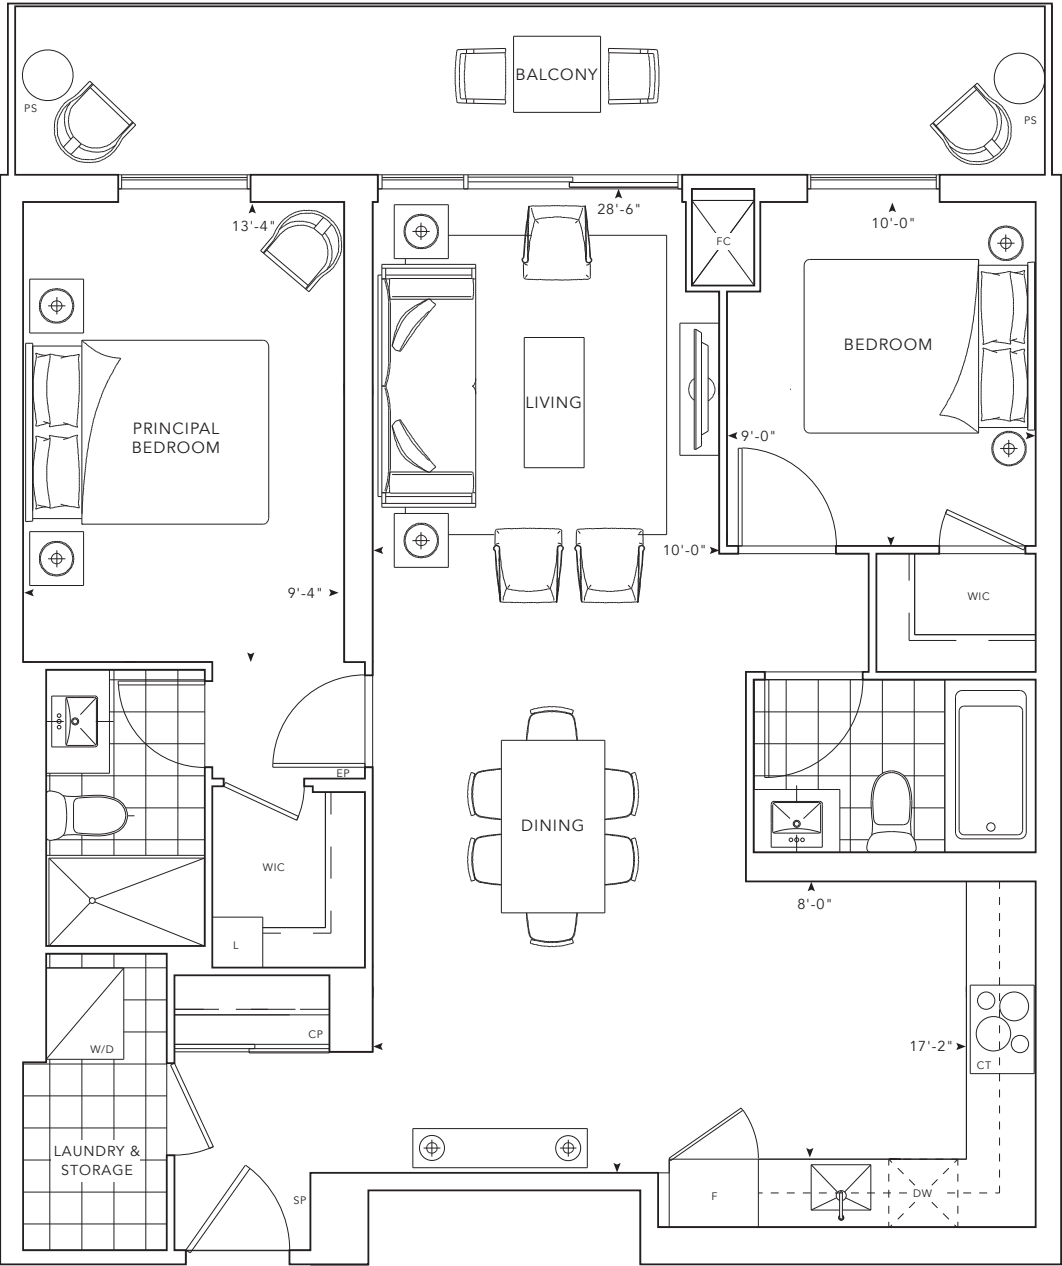 BALCONY
PS
PS
13'-4"
28'-6"
10'-0"
FC
BEDROOM
LIVING
PRINCIPAL
BEDROOM
9'-0"
10'-0"
9'-4"
WIC
EP
DINING
WIC
8'-0"
L
CP
W/D
17'-2"
CT
LAUNDRY &
STORAGE
SP
F
DW